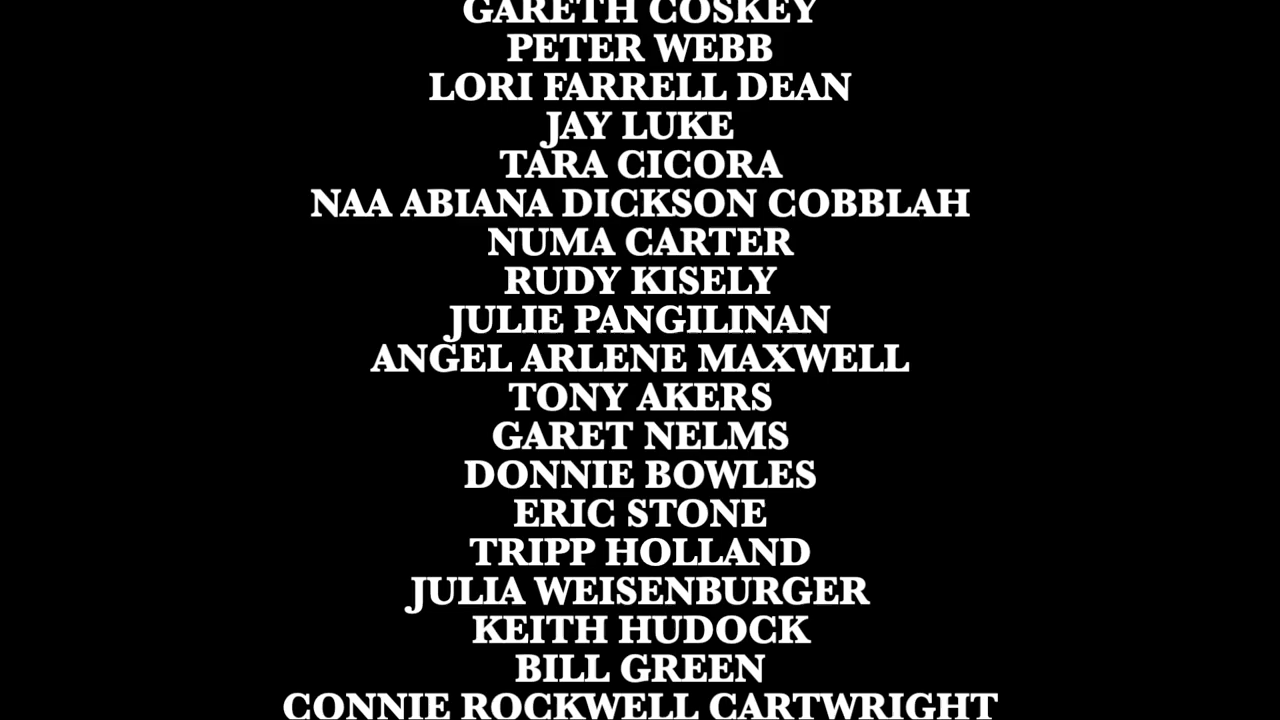 GARETH COSKEY
PETER WEBB
LORI FARRELL DEAN
JAY LUKE
TARA CICORA
NAA ABIANA DICKSON COBBLAH
NUMA CARTER
RUDY KISELY
JULIE PANGILINAN
ANGEL ARLENE MAXWELL
TONY AKERS
GARET NELMS
DONNIE BOWLES
ERIC STONE
TRIPP HOLLAND
JULIA WEISENBURGER
KEITH HUDOCK
BILL GREEN
CONNIE ROCKWELL CARTWRIGHT